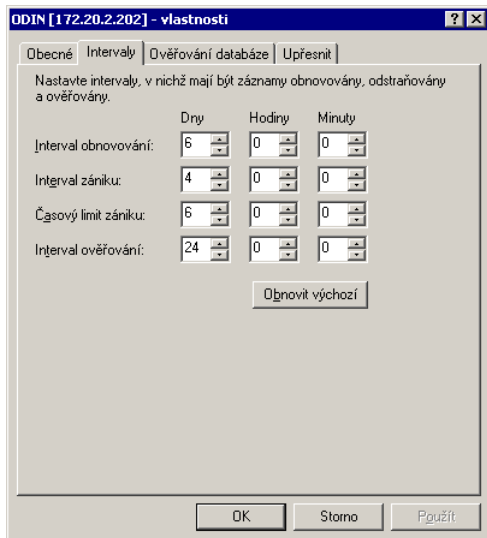 ODIN [172.20.2.202] - vlastnosti
Obecné Intervaly Ověřování databáze Upřesnit
Nastavte intervaly, v nichž mají být záznamy obnovovány, odstraňovány
a ověřovány.
Dny Hodiny Minuty
Interval obnovování: 6 0 0
Interval zániku: 4 0 0
Časový limit zániku: 6 0 0
Interval ověřování: 24 0 0
Obnovit výchozí
OK Storno Použít